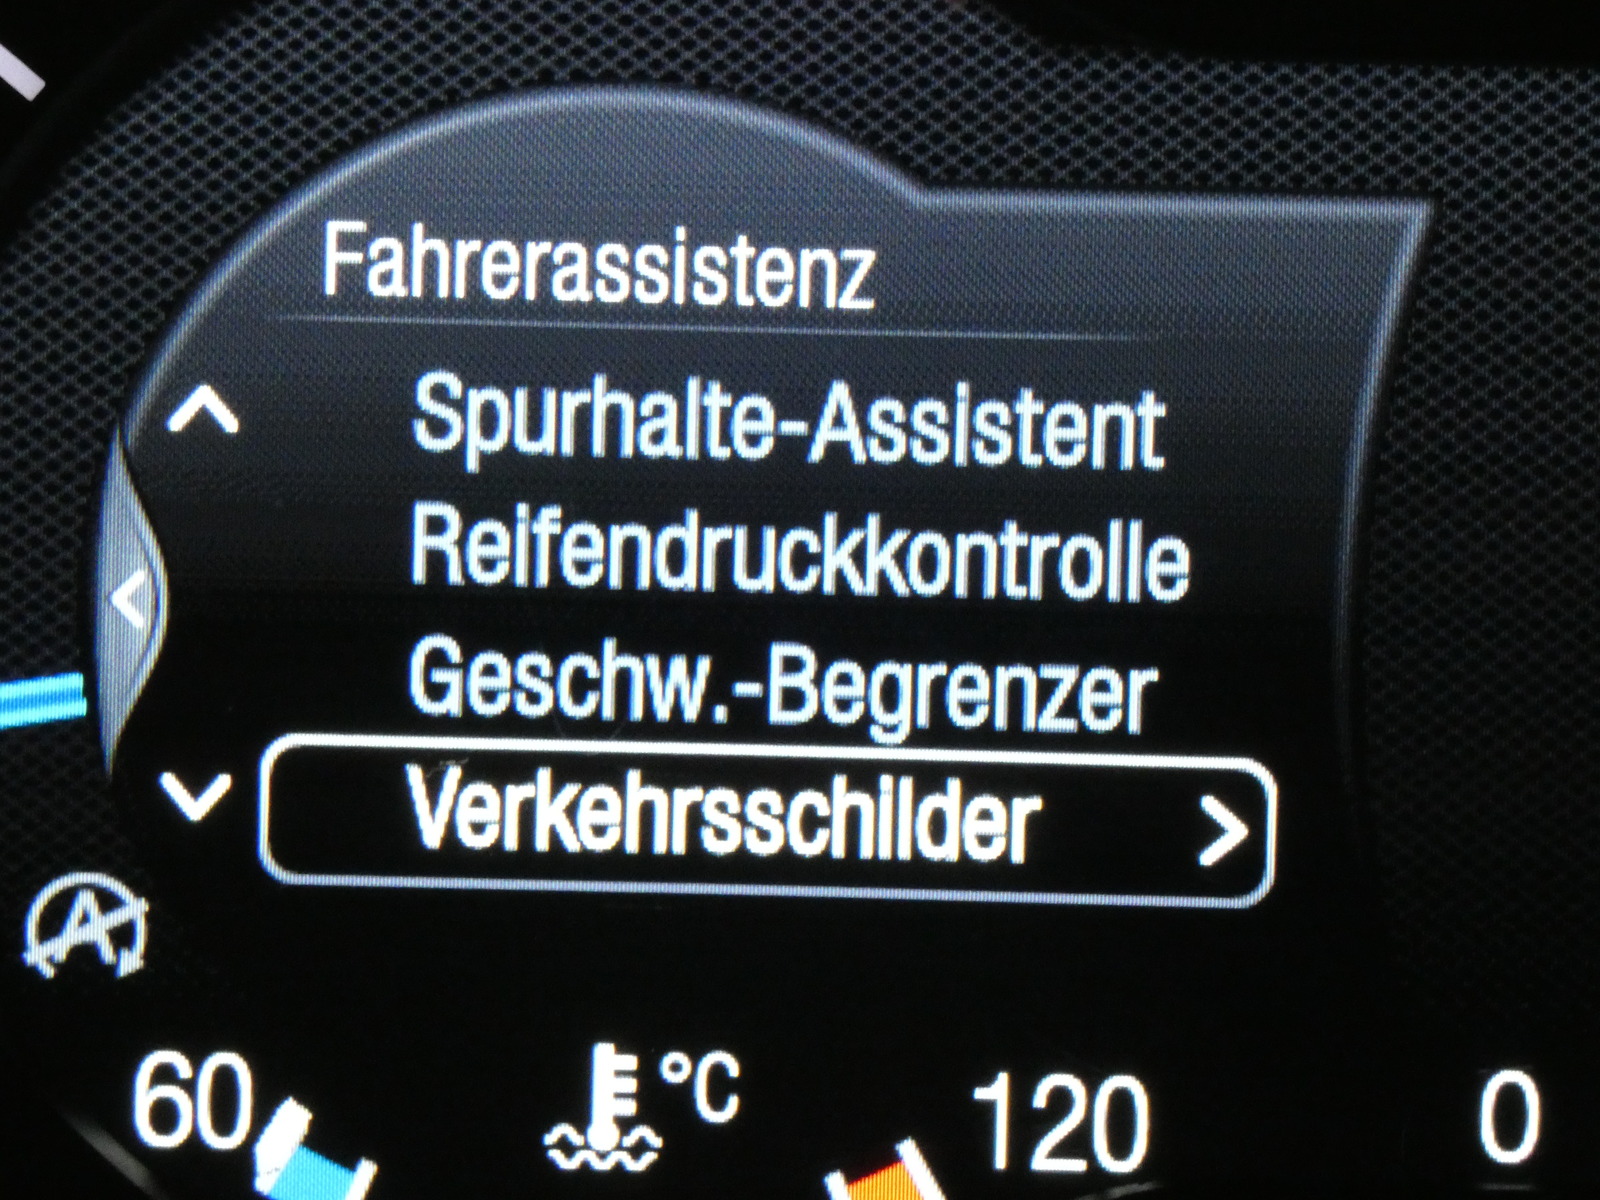 Fahrerassistenz
Spurhalte-Assistent
Reifendruckkontrolle
Geschw.-Begrenzer
Verkehrsschilder >
A
60 °C 120 0